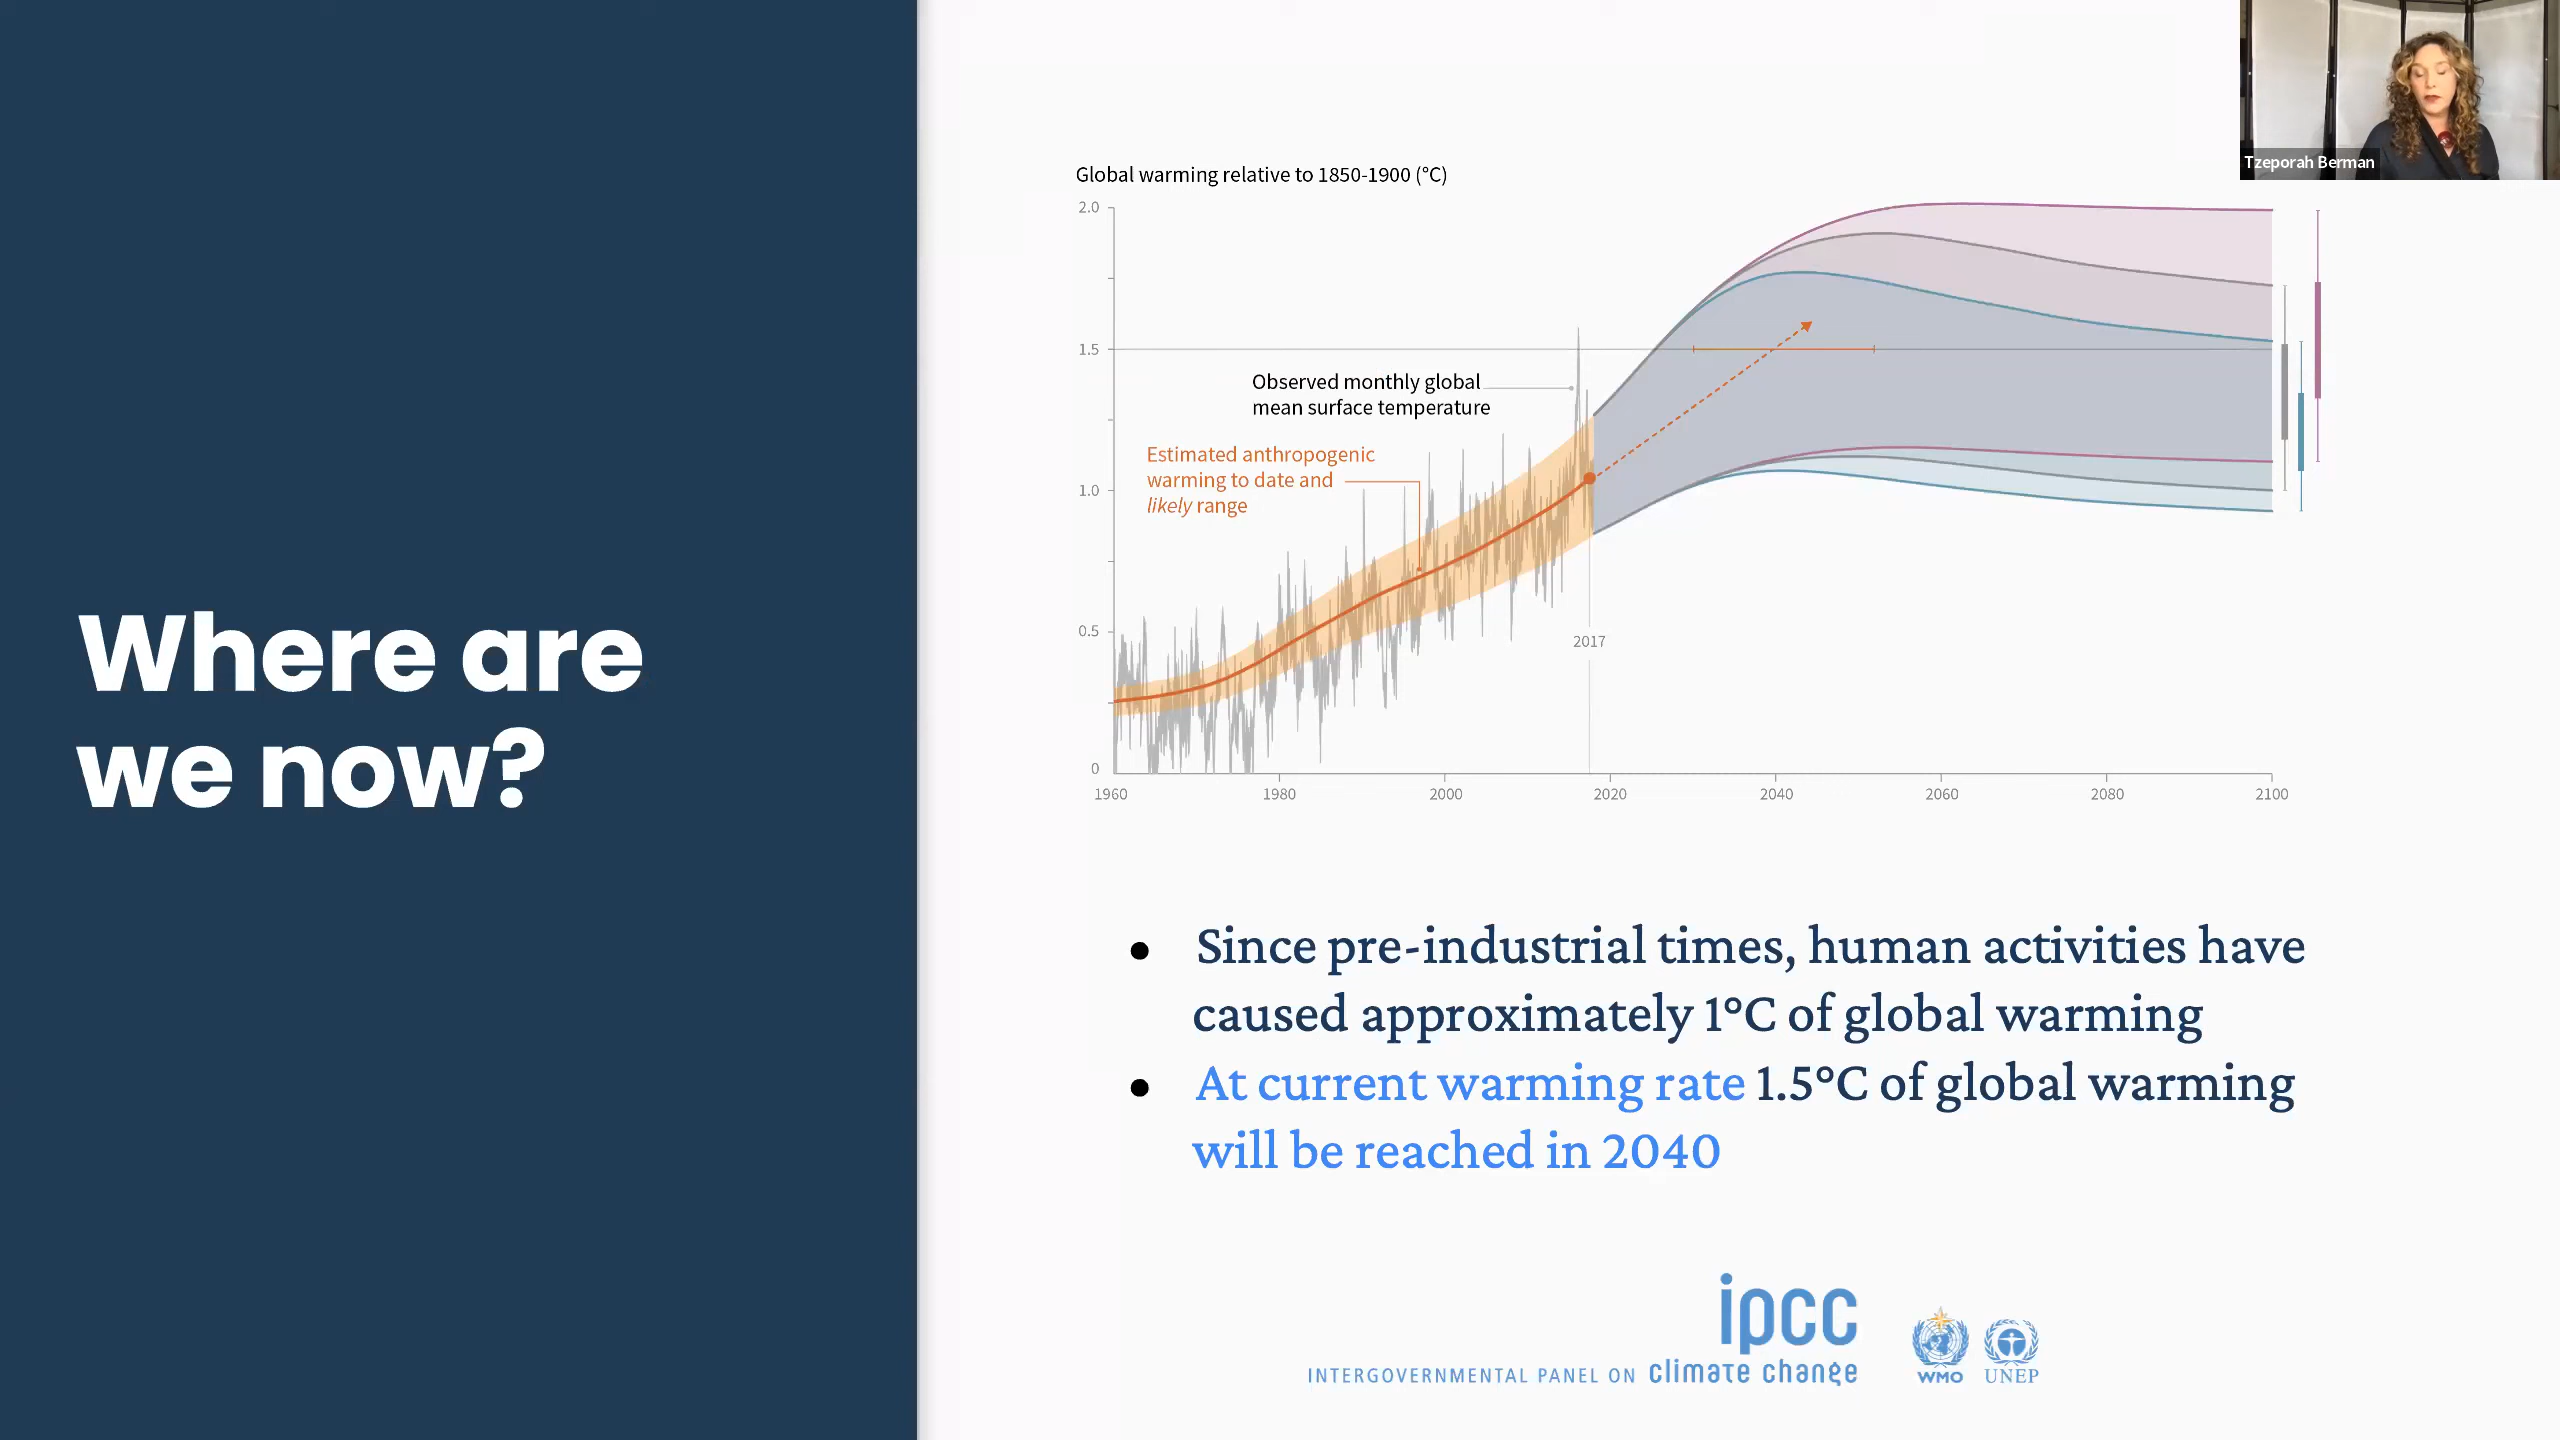 Where are
we now?
Tzeporah Berman
Global warming relative to 1850-1900 (°C)
2.0
1.5
1.0
0.5
0
Observed monthly global
mean surface temperature
Estimated anthropogenic
warming to date and
likely range
2017
1960 1980 2000 2020 2040 2060 2080 2100
● Since pre-industrial times, human activities have
caused approximately 1°C of global warming
● At current warming rate 1.5°C of global warming
will be reached in 2040
ipcc
INTERGOVERNMENTAL PANEL ON climate change
WMO UNEP